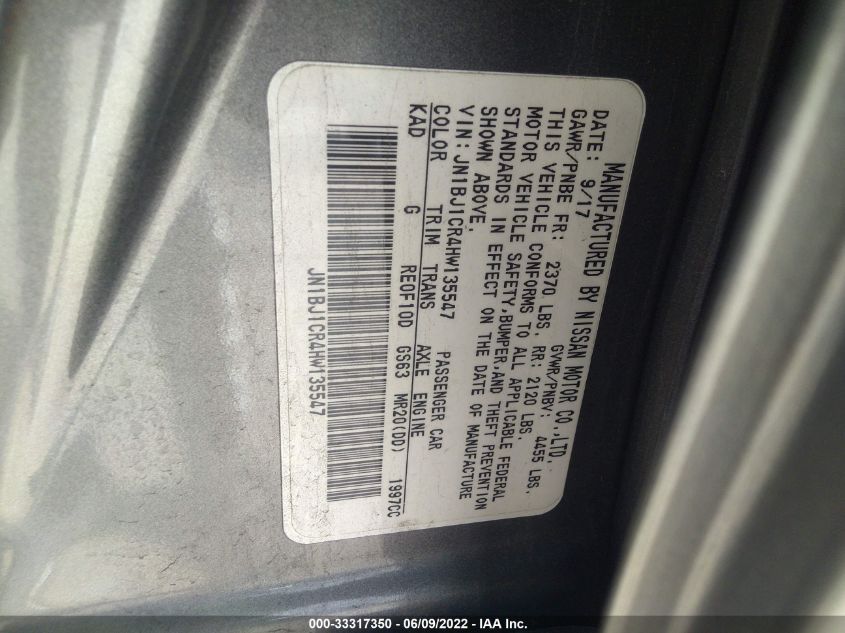 MANUFACTURED BY NISSAN MOTOR CO.,LTD.
DATE: 9/17 GVWR/PNBV: 4455 LBS.
GAWR/PNBE FR: 2370 LBS. RR: 2120 LBS.
THIS VEHICLE CONFORMS TO ALL APPLICABLE FEDERAL
MOTOR VEHICLE SAFETY,BUMPER,AND THEFT PREVENTION
STANDARDS IN EFFECT ON THE DATE OF MANUFACTURE
SHOWN ABOVE.
VIN:JN1BJ1CR4HW135547 PASSENGER CAR
COLOR TRIM TRANS AXLE ENGINE
KAD G RE0F10D GS63 MR20(DD) 1997CC
JN1BJ1CR4HW135547
000-33317350 - 06/09/2022 - IAA Inc.